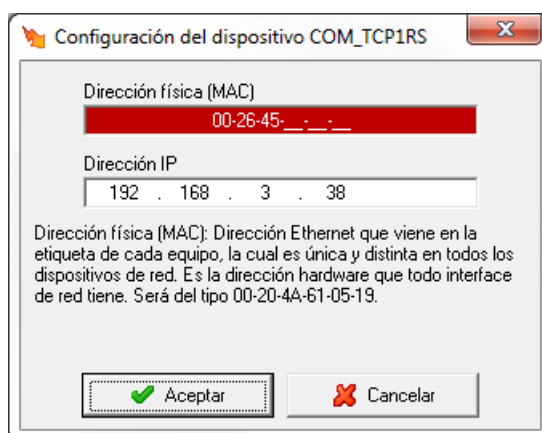 Configuración del dispositivo COM_TCP1RS
Dirección física (MAC)
00-26-45-__-__-__
Dirección IP
192 . 168 . 3 . 38
Dirección física (MAC): Dirección Ethernet que viene en la
etiqueta de cada equipo, la cual es única y distinta en todos los
dispositivos de red. Es la dirección hardware que todo interface
de red tiene. Será del tipo 00-20-4A-61-05-19.
Aceptar
Cancelar